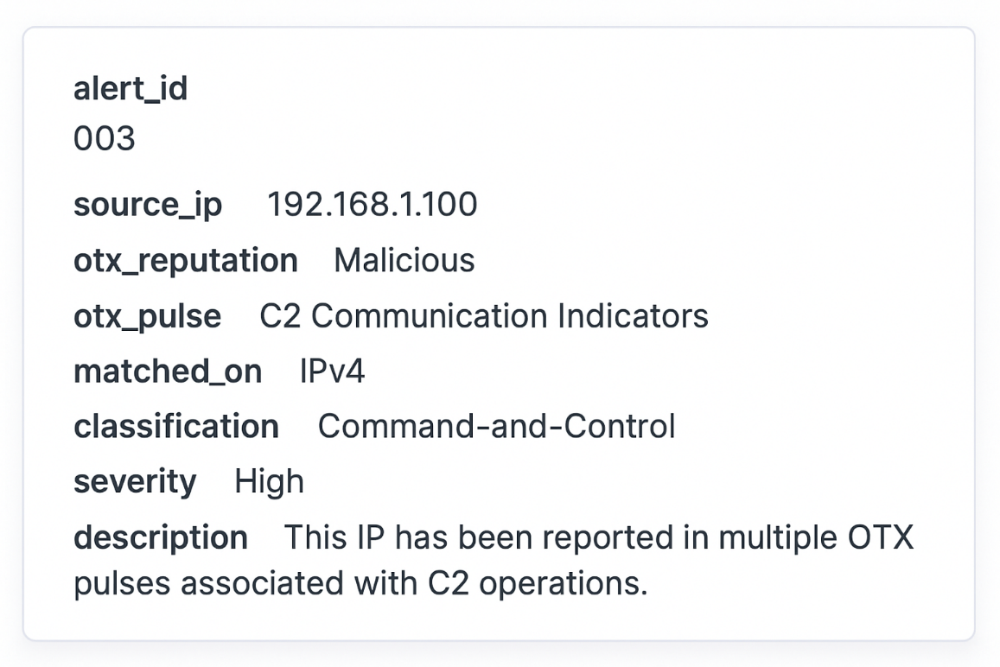 alert_id
003
source_ip 192.168.1.100
otx_reputation Malicious
otx_pulse C2 Communication Indicators
matched_on IPv4
classification Command-and-Control
severity High
description This IP has been reported in multiple OTX
pulses associated with C2 operations.